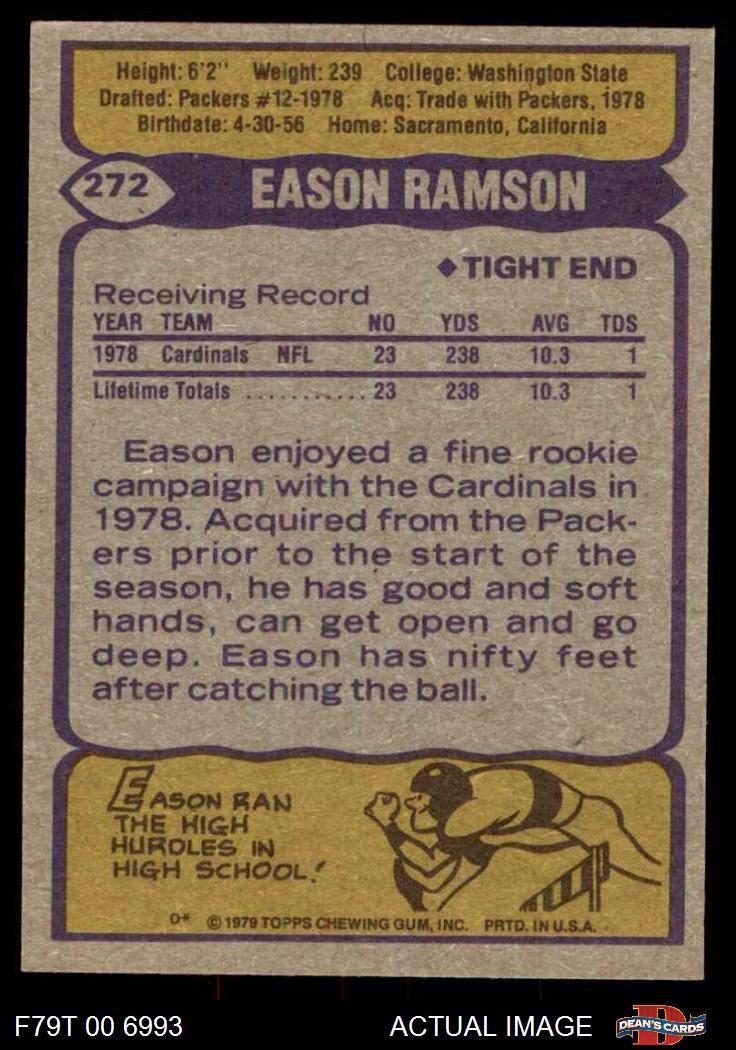 Height: 6'2" Weight: 239 College: Washington State
Drafted: Packers #12-1978 Acq: Trade with Packers, 1978
Birthdate: 4-30-56 Home: Sacramento, California
272 EASON RAMSON
◆TIGHT END
Receiving Record
YEAR TEAM NO YDS AVG TDS
1978 Cardinals NFL 23 238 10.3 1
Lifetime Totals ............ 23 238 10.3 1
Eason enjoyed a fine rookie
campaign with the Cardinals in
1978. Acquired from the Pack-
ers prior to the start of the
season, he has good and soft
hands, can get open and go
deep. Eason has nifty feet
after catching the ball.
EASON RAN
THE HIGH
HURDLES IN
HIGH SCHOOL!
D* © 1979 TOPPS CHEWING GUM, INC. PRTD. IN U.S.A.
F79T 00 6993 ACTUAL IMAGE D DEAN'S CARDS